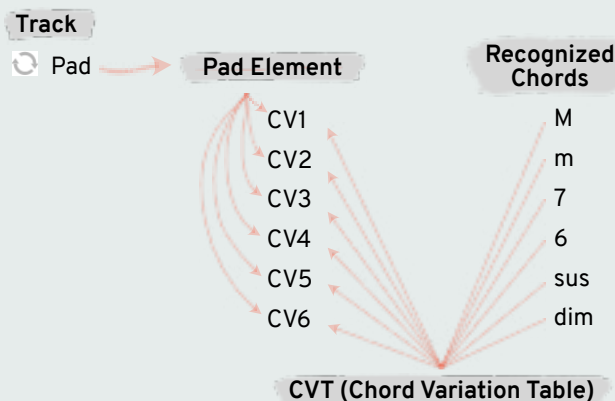 Track
Pad
Pad Element
Recognized
Chords
CV1
M
CV2
m
CV3
7
CV4
6
CV5
sus
CV6
dim
CVT (Chord Variation Table)